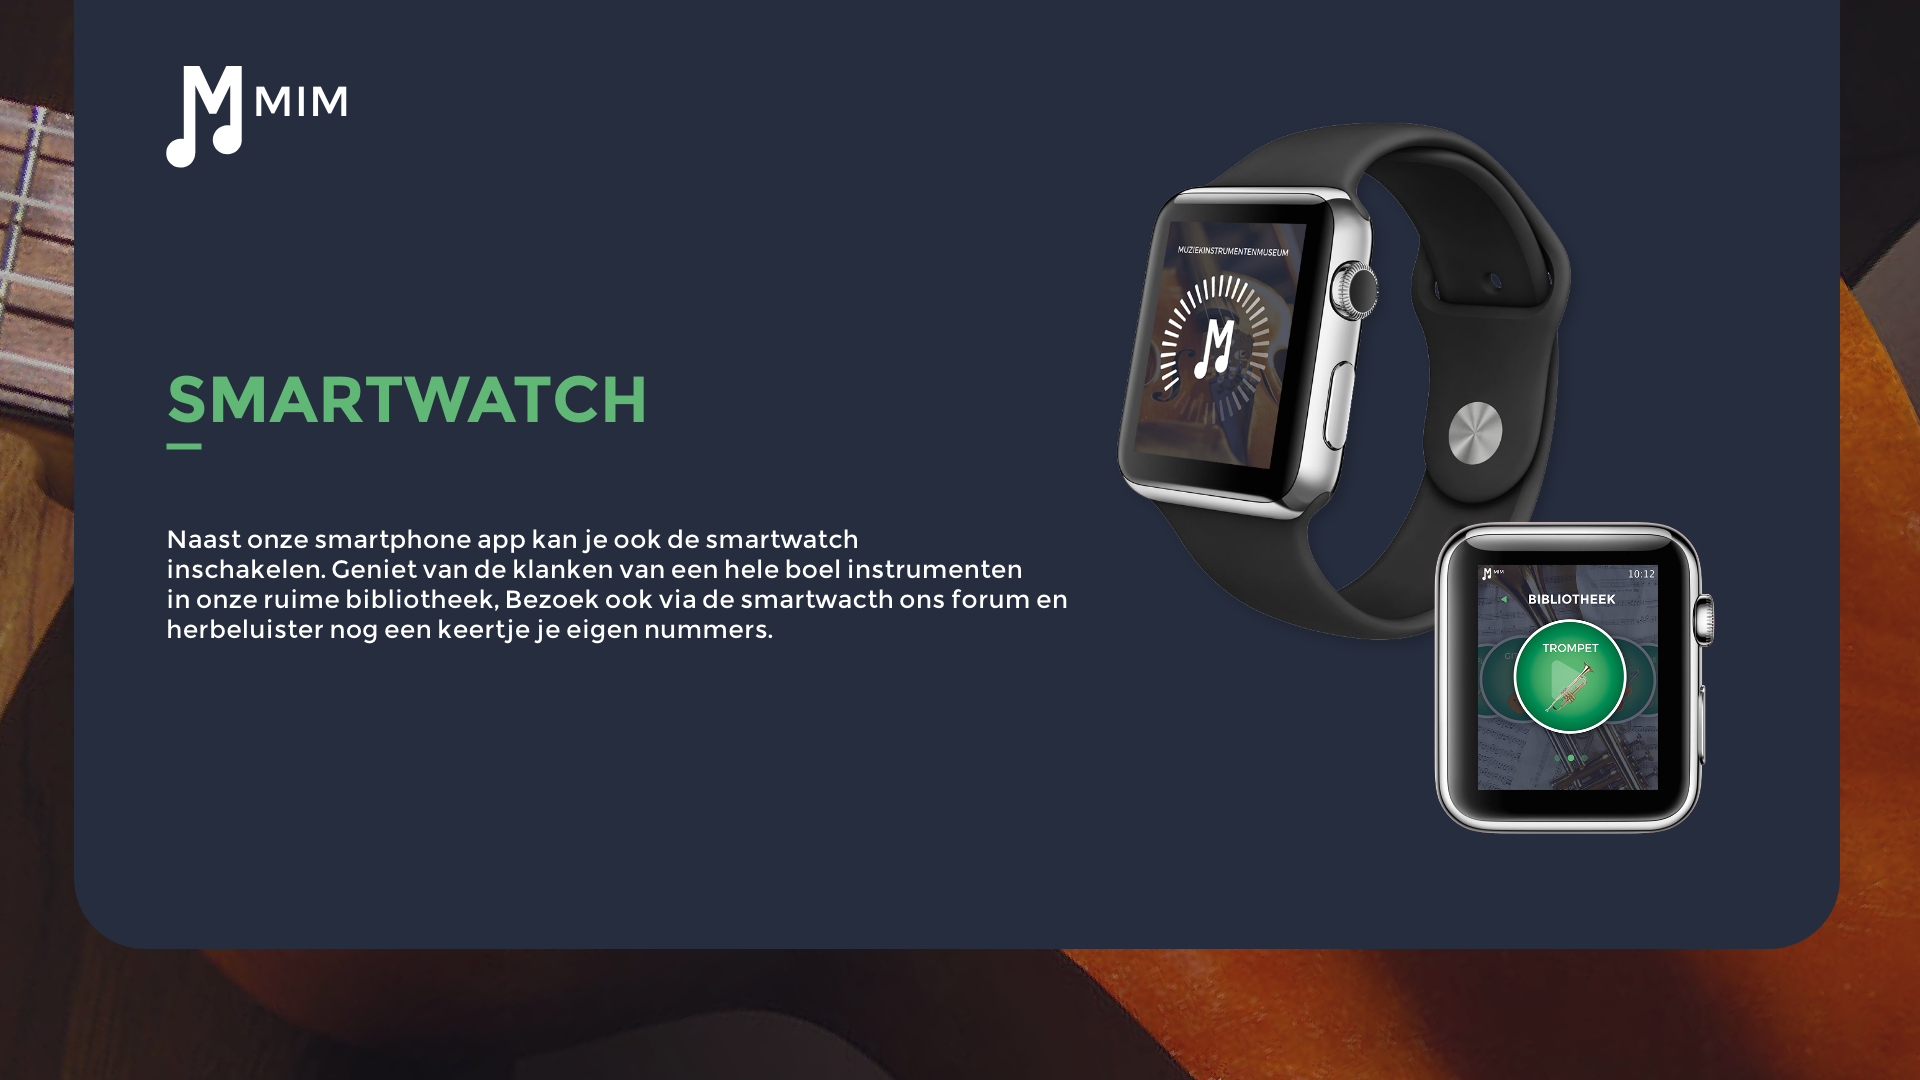 MIM
MUZIEKINSTRUMENTENMUSEUM
SMARTWATCH
Naast onze smartphone app kan je ook de smartwatch
inschakelen. Geniet van de klanken van een hele boel instrumenten
in onze ruime bibliotheek, Bezoek ook via de smartwacth ons forum en
herbeluister nog een keertje je eigen nummers.
MIM 10:12
BIBLIOTHEEK
TROMPET